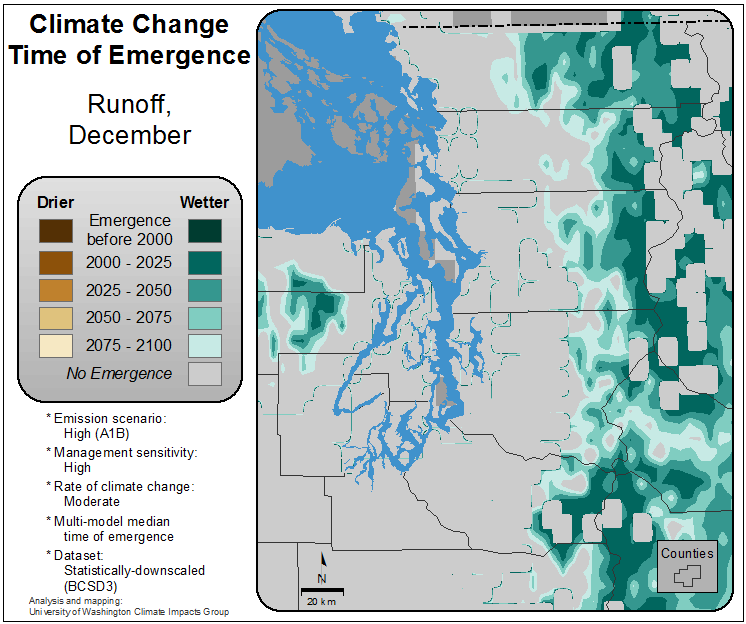 Climate Change
Time of Emergence
Runoff,
December
Drier
Wetter
Emergence
before 2000
2000 - 2025
2025 - 2050
2050 - 2075
2075 - 2100
No Emergence
* Emission scenario:
High (A1B)
* Management sensitivity:
High
* Rate of climate change:
Moderate
* Multi-model median
time of emergence
* Dataset:
Statistically-downscaled
(BCSD3)
Analysis and mapping:
University of Washington Climate Impacts Group
N
20 km
Counties